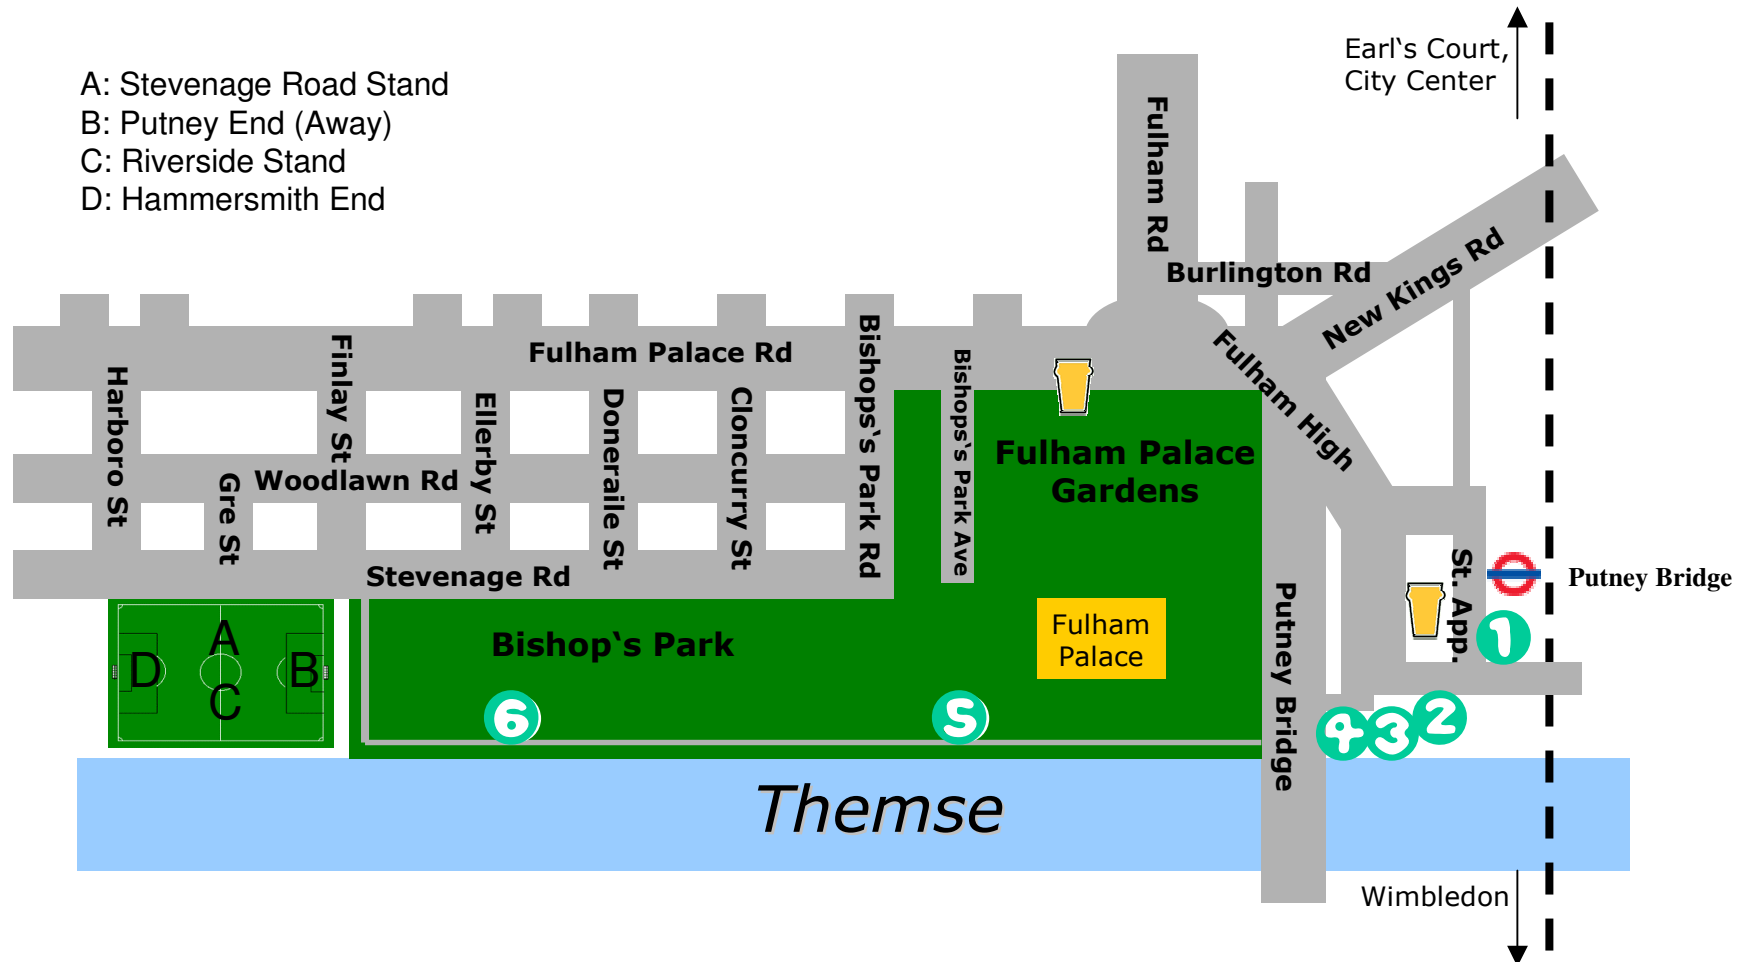 A: Stevenage Road Stand
B: Putney End (Away)
C: Riverside Stand
D: Hammersmith End
Earl's Court,
City Center
Fulham Rd
Burlington Rd
New Kings Rd
Fulham High
Fulham Palace Rd
Harboro St
Finlay St
Ellerby St
Doneraile St
Cloncurry St
Bishops's Park Rd
Bishops's Park Ave
Gre St
Woodlawn Rd
Stevenage Rd
Fulham Palace
Gardens
St. App.
Putney Bridge
Putney Bridge
Fulham
Palace
Bishop's Park
A
B
C
D
1
2
3
4
5
6
Themse
Wimbledon